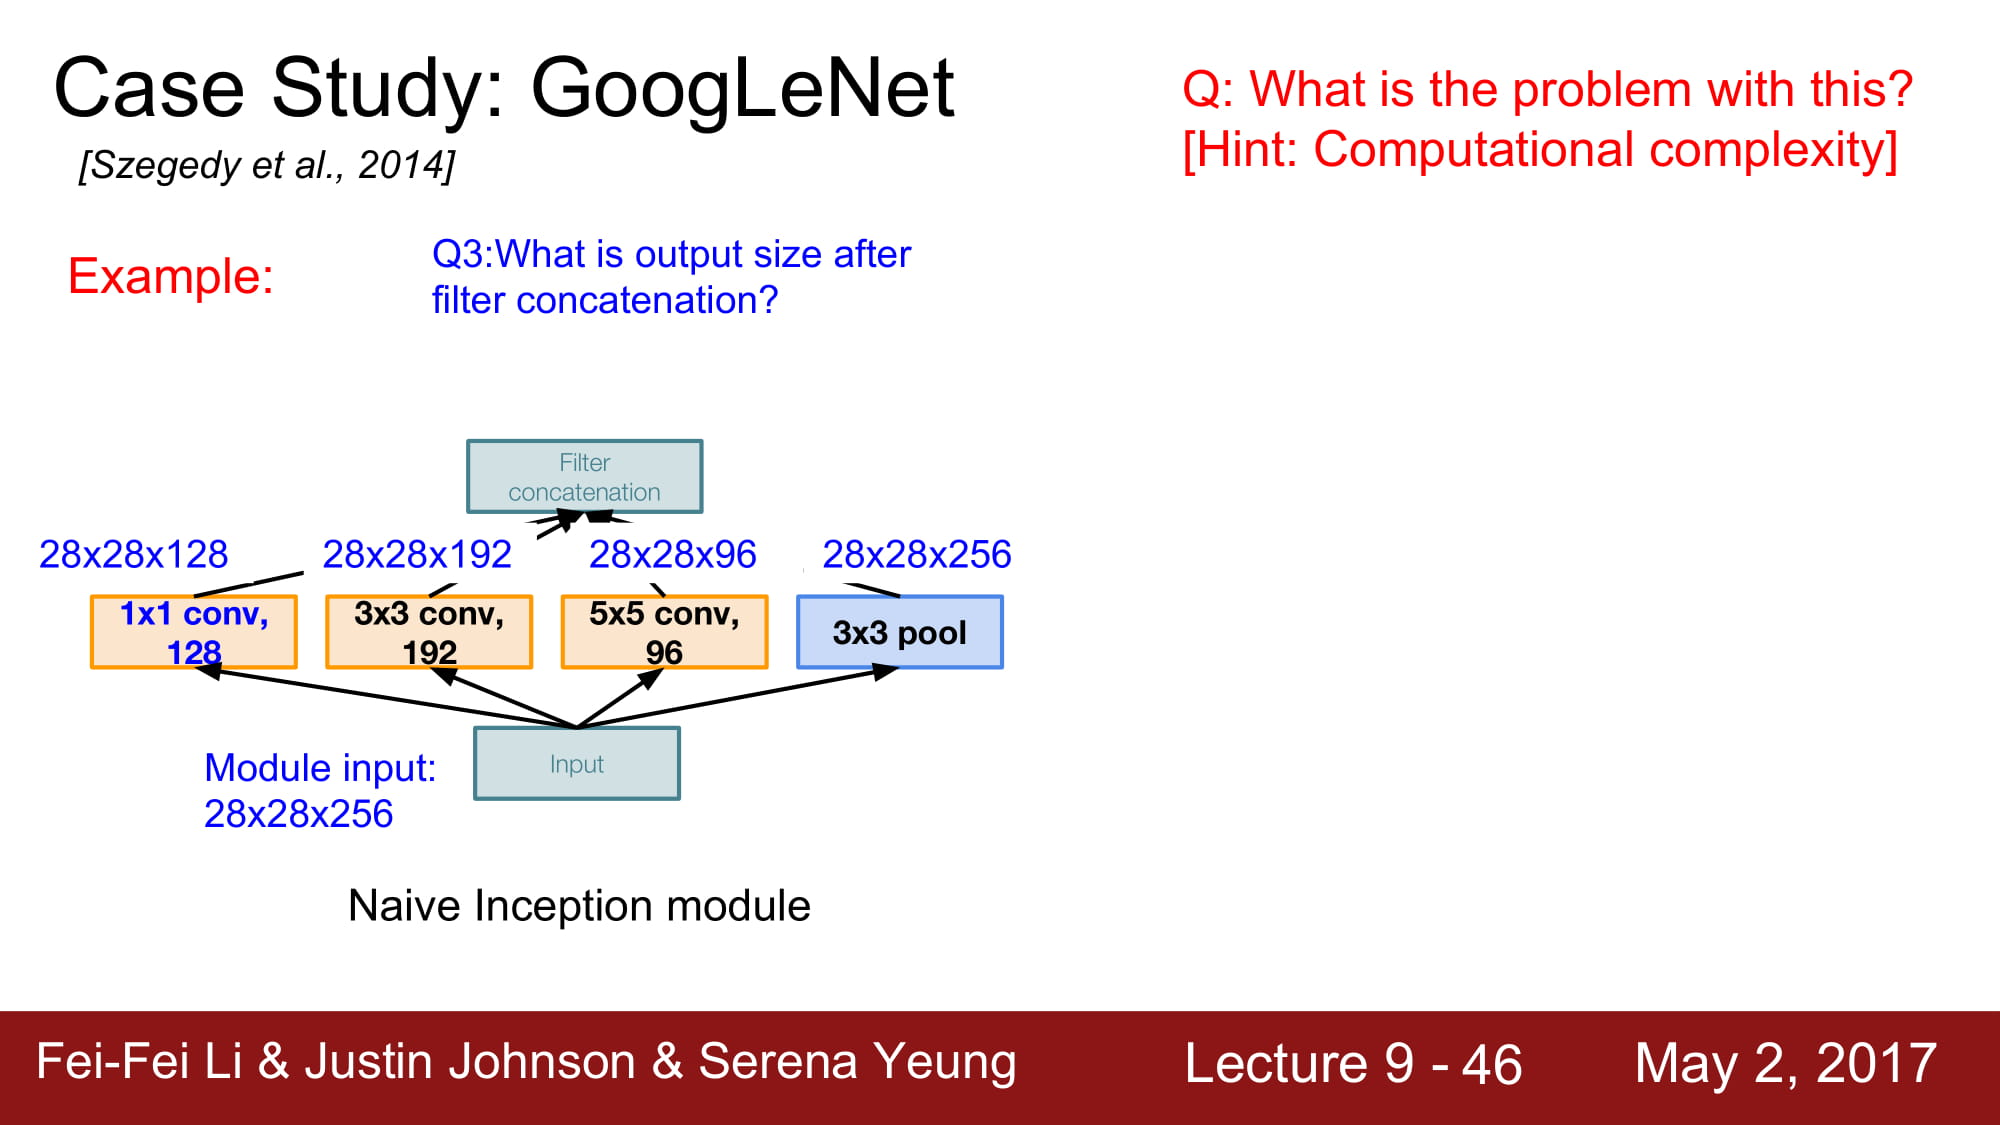 Case Study: GoogLeNet
[Szegedy et al., 2014]
Q: What is the problem with this?
[Hint: Computational complexity]
Example:
Q3:What is output size after
filter concatenation?
Filter
concatenation
28x28x128
28x28x192
28x28x96
28x28x256
1x1 conv,
128
3x3 conv,
192
5x5 conv,
96
3x3 pool
Input
Module input:
28x28x256
Naive Inception module
Fei-Fei Li & Justin Johnson & Serena Yeung
Lecture 9 - 46
May 2, 2017